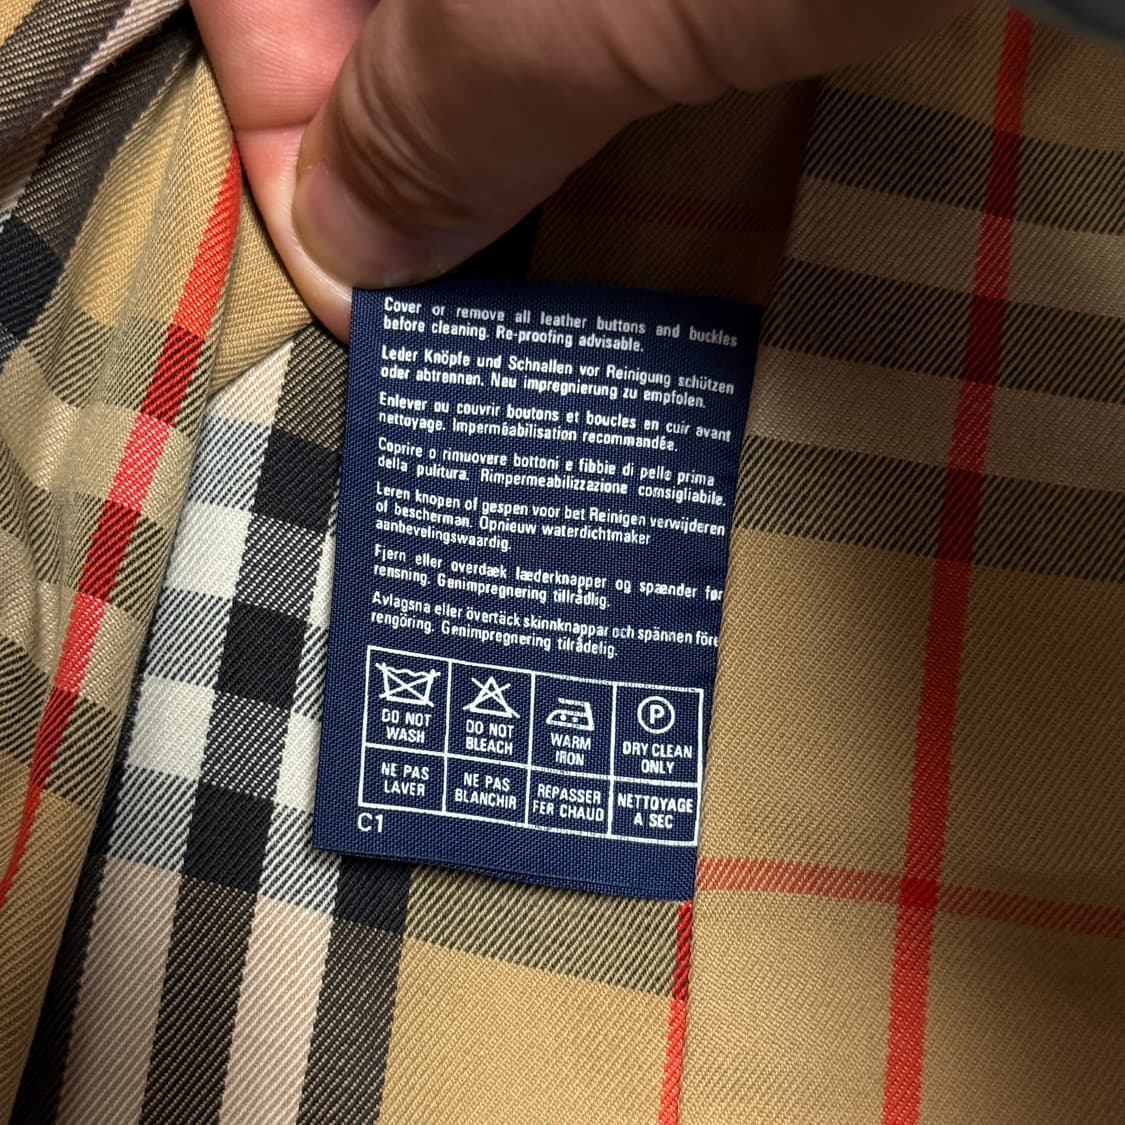 Cover or remove all leather buttons and buckles
before cleaning. Re-proofing advisable.
Leder Knöpfe und Schnallen vor Reinigung schützen
oder abtrennen. Neu impregnierung zu empfolen.
Enlever ou couvrir boutons et boucles en cuir avant
nettoyage. Imperméabilisation recommandée.
Coprire o rimuovere bottoni e fibbie di pelle prima
della pulitura. Rimpermeabilizzazione comsigliabile.
Leren knopen of gespen voor bet Reinigen verwijderen
of bescherman. Opnieuw waterdichtmaker
aanbevelingswaardig.
Fjern eller overdæk læderknapper og spænder før
rensning. Genimpregnering tillrådlig.
Avlagsna eller övertäck skinnknappar och spännen före
rengöring. Genimpregnering tilrådelig.
DO NOT WASH
DO NOT BLEACH
WARM IRON
P
DRY CLEAN ONLY
NE PAS LAVER
NE PAS BLANCHIR
REPASSER FER CHAUD
NETTOYAGE A SEC
C1